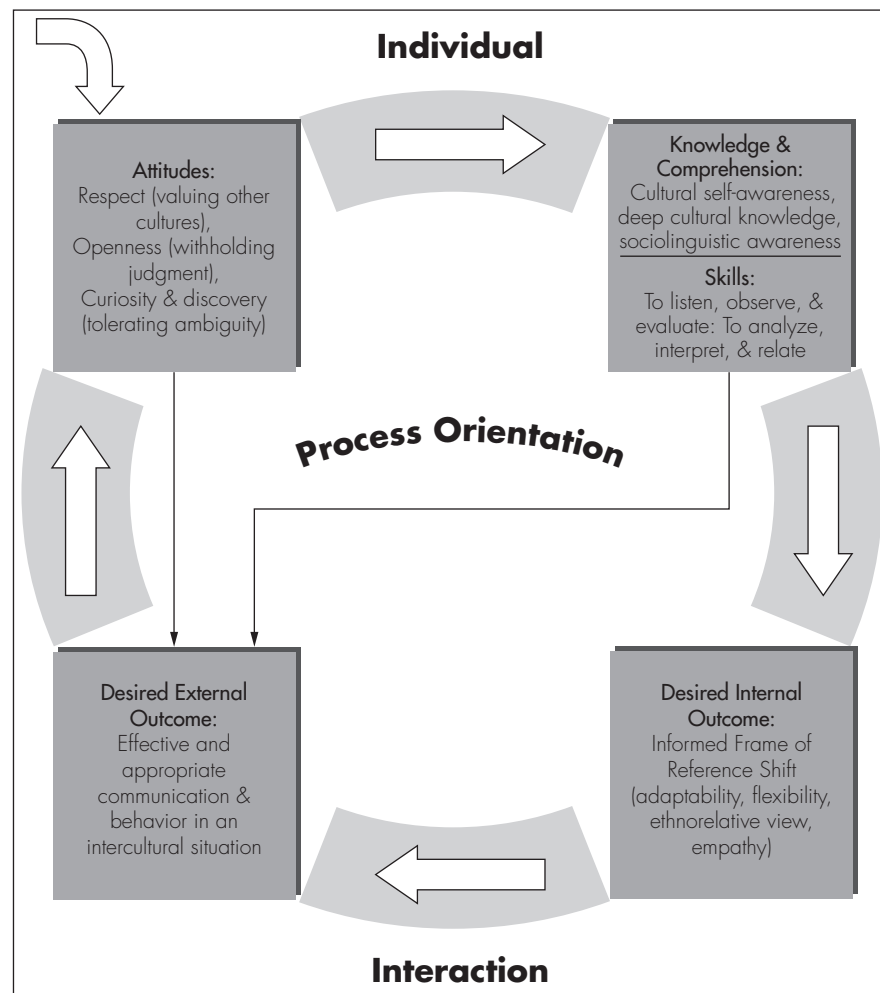 Individual
Attitudes:
Respect (valuing other
cultures),
Openness (withholding
judgment),
Curiosity & discovery
(tolerating ambiguity)
Knowledge &
Comprehension:
Cultural self-awareness,
deep cultural knowledge,
sociolinguistic awareness
Skills:
To listen, observe, &
evaluate: To analyze,
interpret, & relate
Process Orientation
Desired External
Outcome:
Effective and
appropriate
communication &
behavior in an
intercultural situation
Desired Internal
Outcome:
Informed Frame of
Reference Shift
(adaptability, flexibility,
ethnorelative view,
empathy)
Interaction